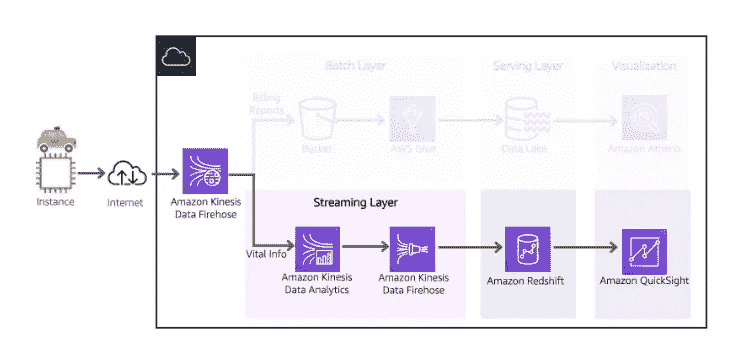 Batch Layer
Serving Layer
Visualization
Billing
Reports
Bucket
AWS Glue
Data Lake
Amazon Athena
Instance
Internet
Amazon Kinesis
Data Firehose
Streaming Layer
Vital Info
Amazon Kinesis
Data Analytics
Amazon Kinesis
Data Firehose
Amazon Redshift
Amazon QuickSight